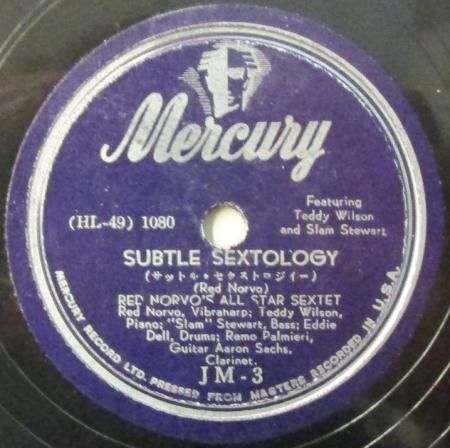 Mercury
Featuring
Teddy Wilson
and Slam Stewart
(HL-49) 1080
SUBTLE SEXTOLOGY
(サットル・セクストロジイー)
(Red Norvo)
RED NORVO'S ALL STAR SEXTET
Red Norvo, Vibraharp; Teddy Wilson,
Piano; "Slam" Stewart, Bass; Eddie
Dell, Drums; Remo Palmieri,
Guitar Aaron Sachs,
Clarinet.
JM-3
MERCURY RECORD LTD. PRESSED FROM MASTERS RECORDED IN U.S.A.